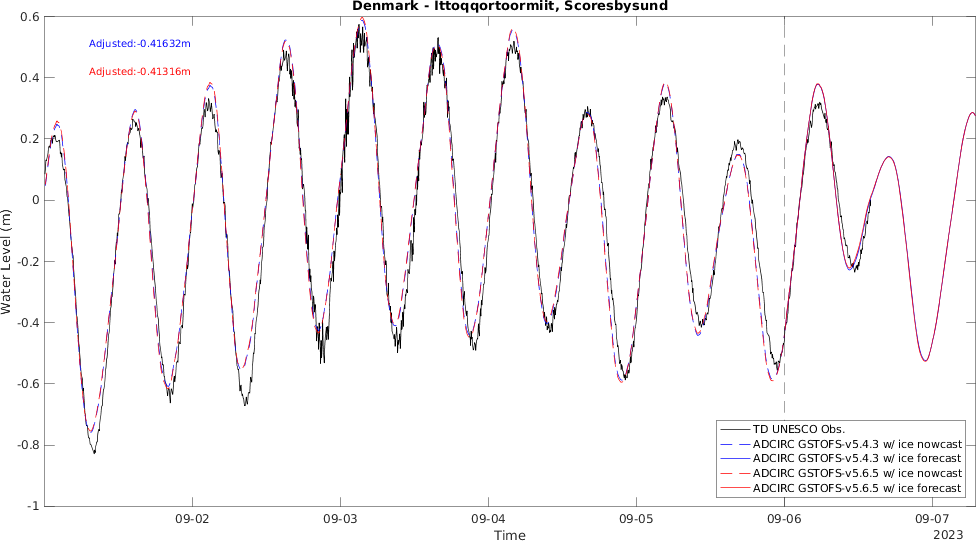 Denmark - Ittoqqortoormiit, Scoresbysund
0.6
0.4
0.2
0
-0.2
-0.4
-0.6
-0.8
-1
Water Level (m)
Adjusted:-0.41632m
Adjusted:-0.41316m
TD UNESCO Obs.
ADCIRC GSTOFS-v5.4.3 w/ ice nowcast
ADCIRC GSTOFS-v5.4.3 w/ ice forecast
ADCIRC GSTOFS-v5.6.5 w/ ice nowcast
ADCIRC GSTOFS-v5.6.5 w/ ice forecast
09-02 09-03 09-04 09-05 09-06 09-07
Time
2023